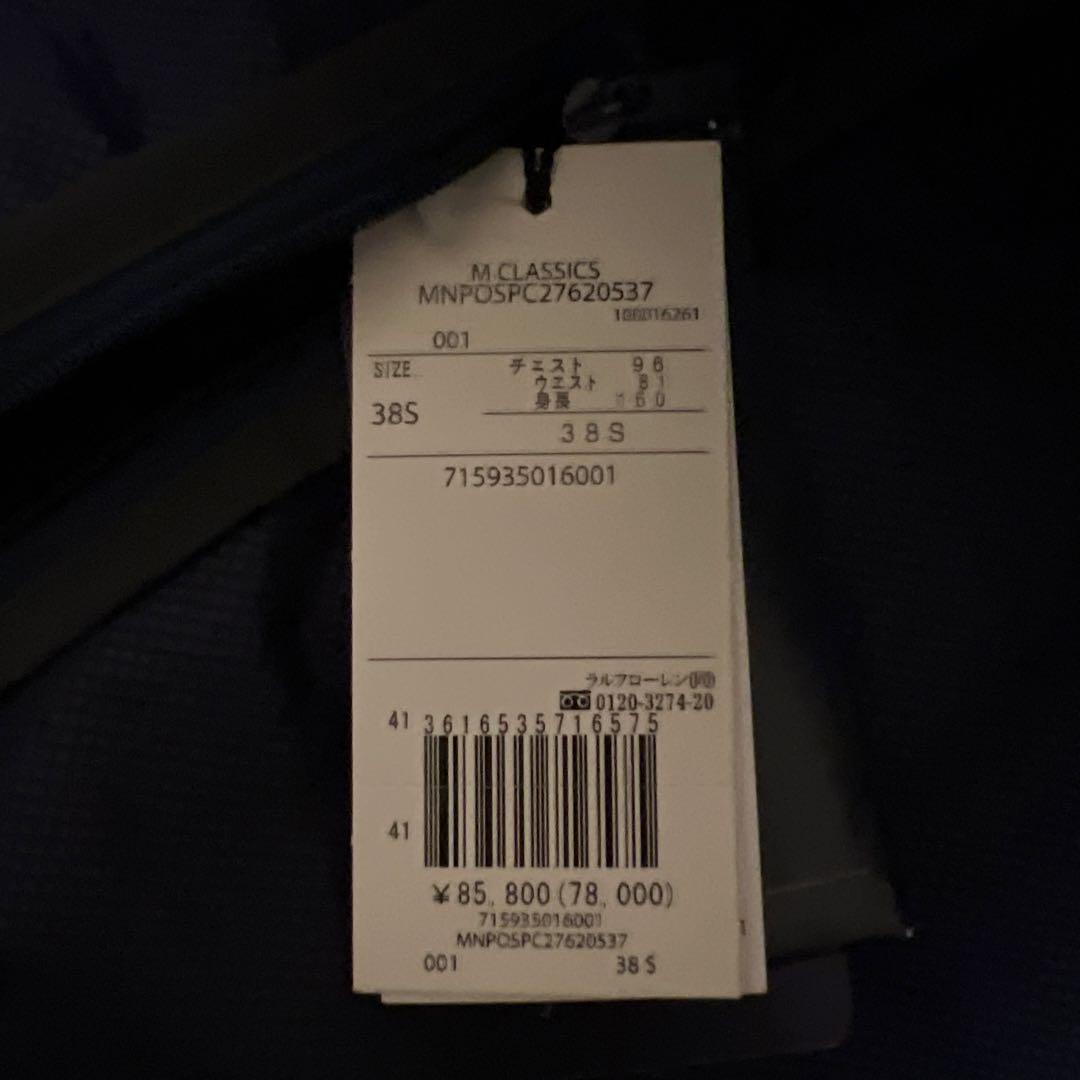 M.CLASSICS
MNPOSPC27620537
100016261
001
SIZE
チェスト 96
ウエスト 81
身長 160
38S
38S
715935016001
ラルフローレン㈹
0120-3274-20
41 3616535716575
41
¥85,800(78,000)
715935016001
MNPOSPC27620537
001 38 S